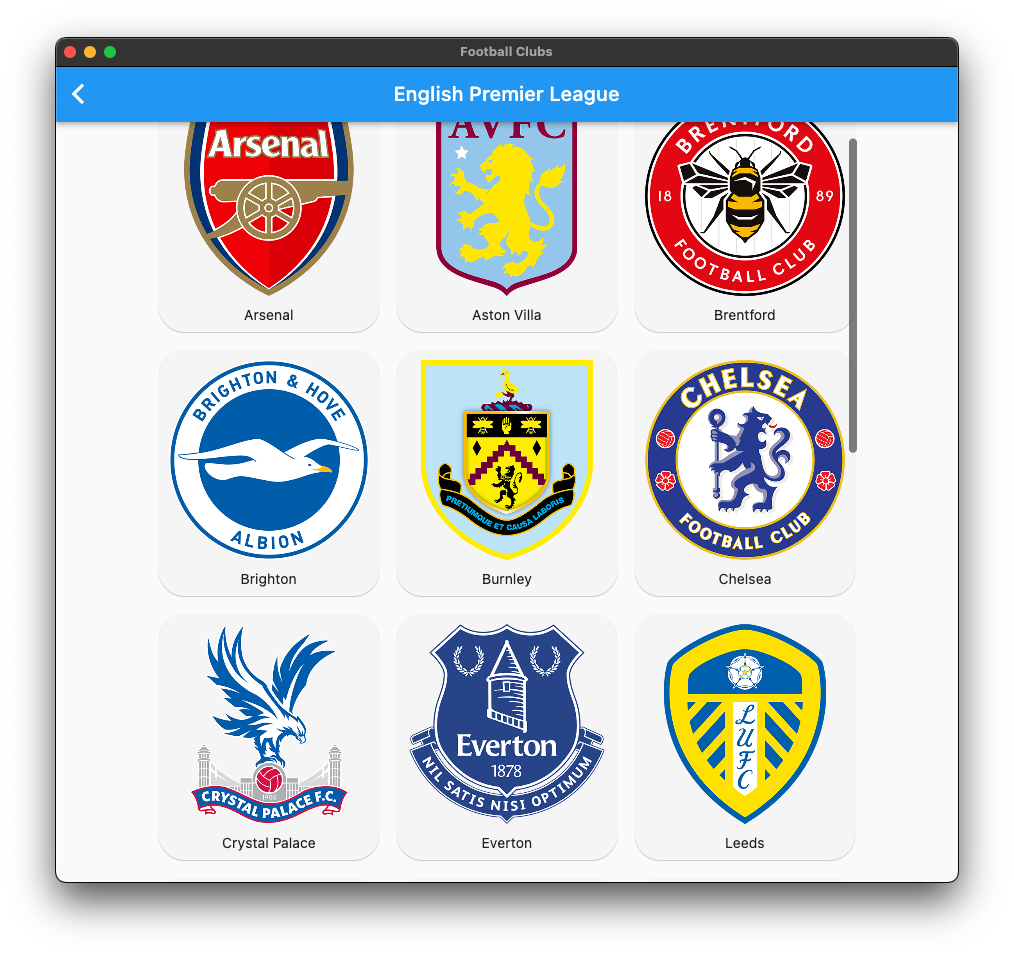 Football Clubs
English Premier League
Arsenal
AVFC
BRENTFORD
18 89
FOOTBALL CLUB
Arsenal
Aston Villa
Brentford
BRIGHTON & HOVE
ALBION
PRETIUMQUE ET CAUSA LABORIS
CHELSEA
FOOTBALL CLUB
Brighton
Burnley
Chelsea
1905
CRYSTAL PALACE F.C.
Everton
1878
NIL SATIS NISI OPTIMUM
LUFC
Crystal Palace
Everton
Leeds